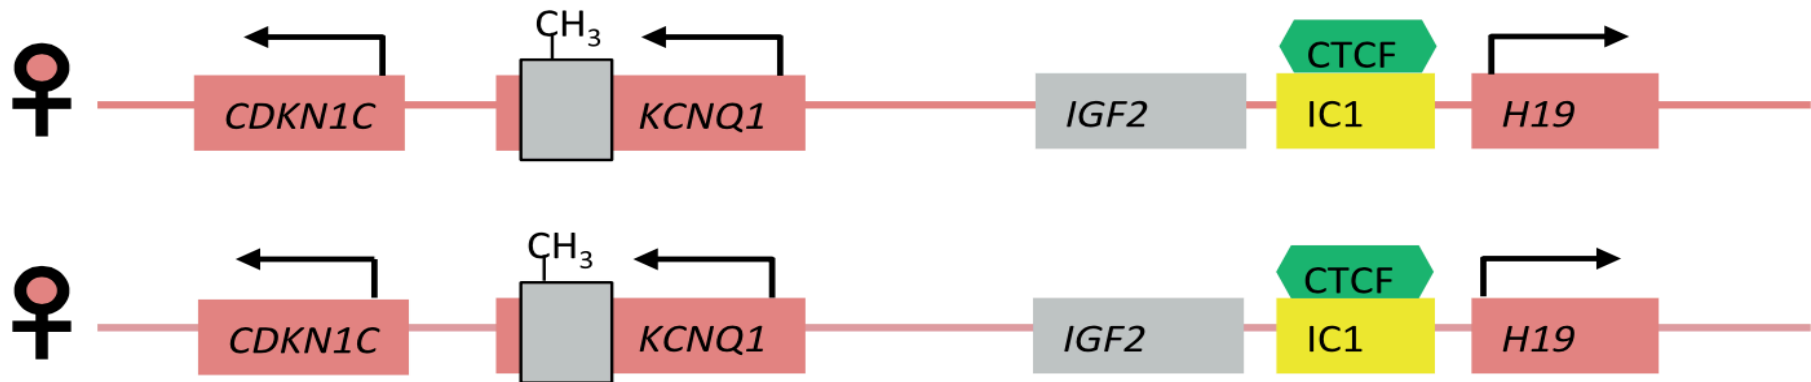 CH₃
CTCF
CDKN1C KCNQ1 IGF2 IC1 H19
CH₃
CTCF
CDKN1C KCNQ1 IGF2 IC1 H19